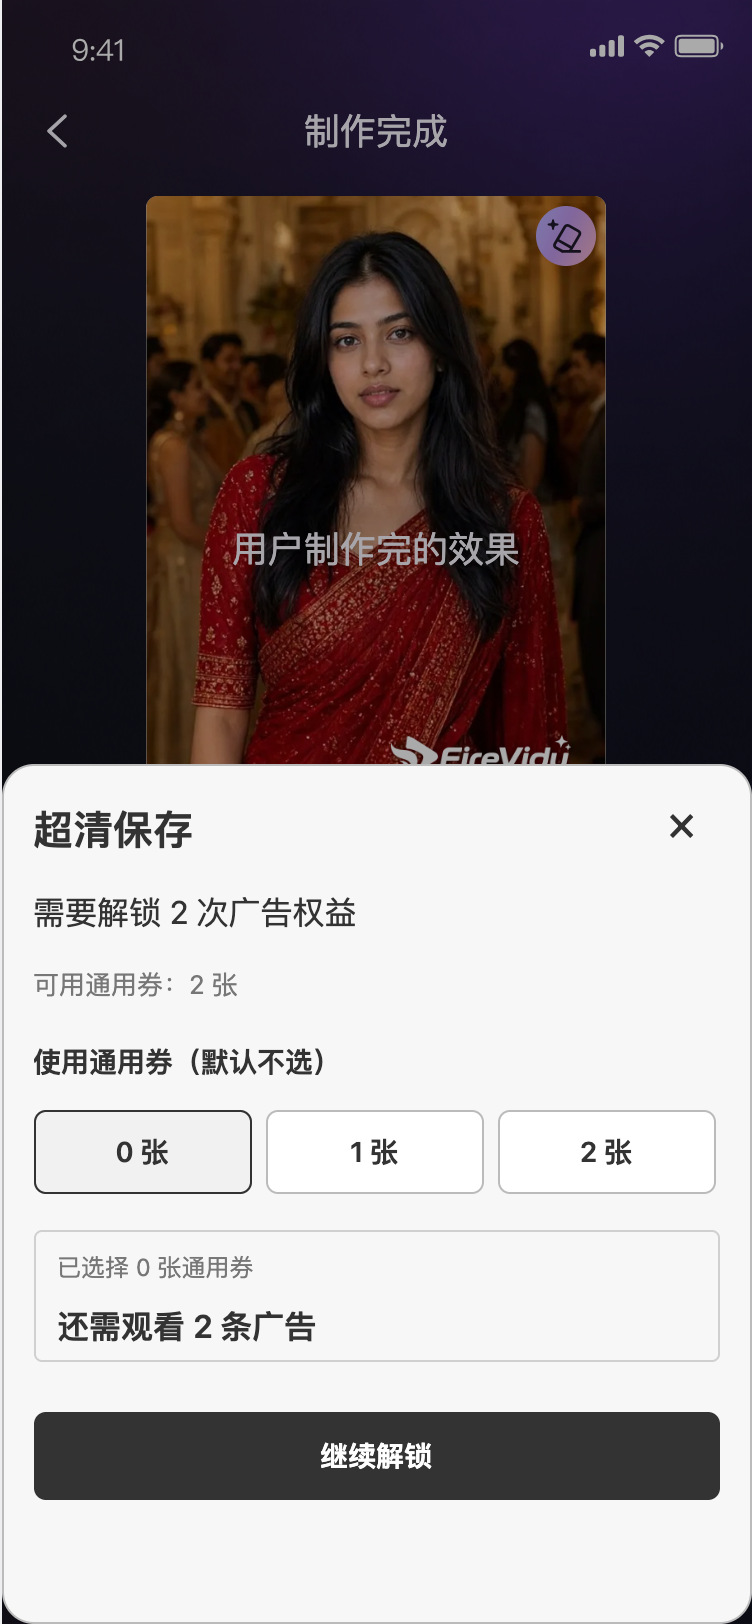 9:41
制作完成
用户制作完的效果
FireVidu
超清保存
需要解锁 2 次广告权益
可用通用券：2 张
使用通用券（默认不选）
0 张
1 张
2 张
已选择 0 张通用券
还需观看 2 条广告
继续解锁